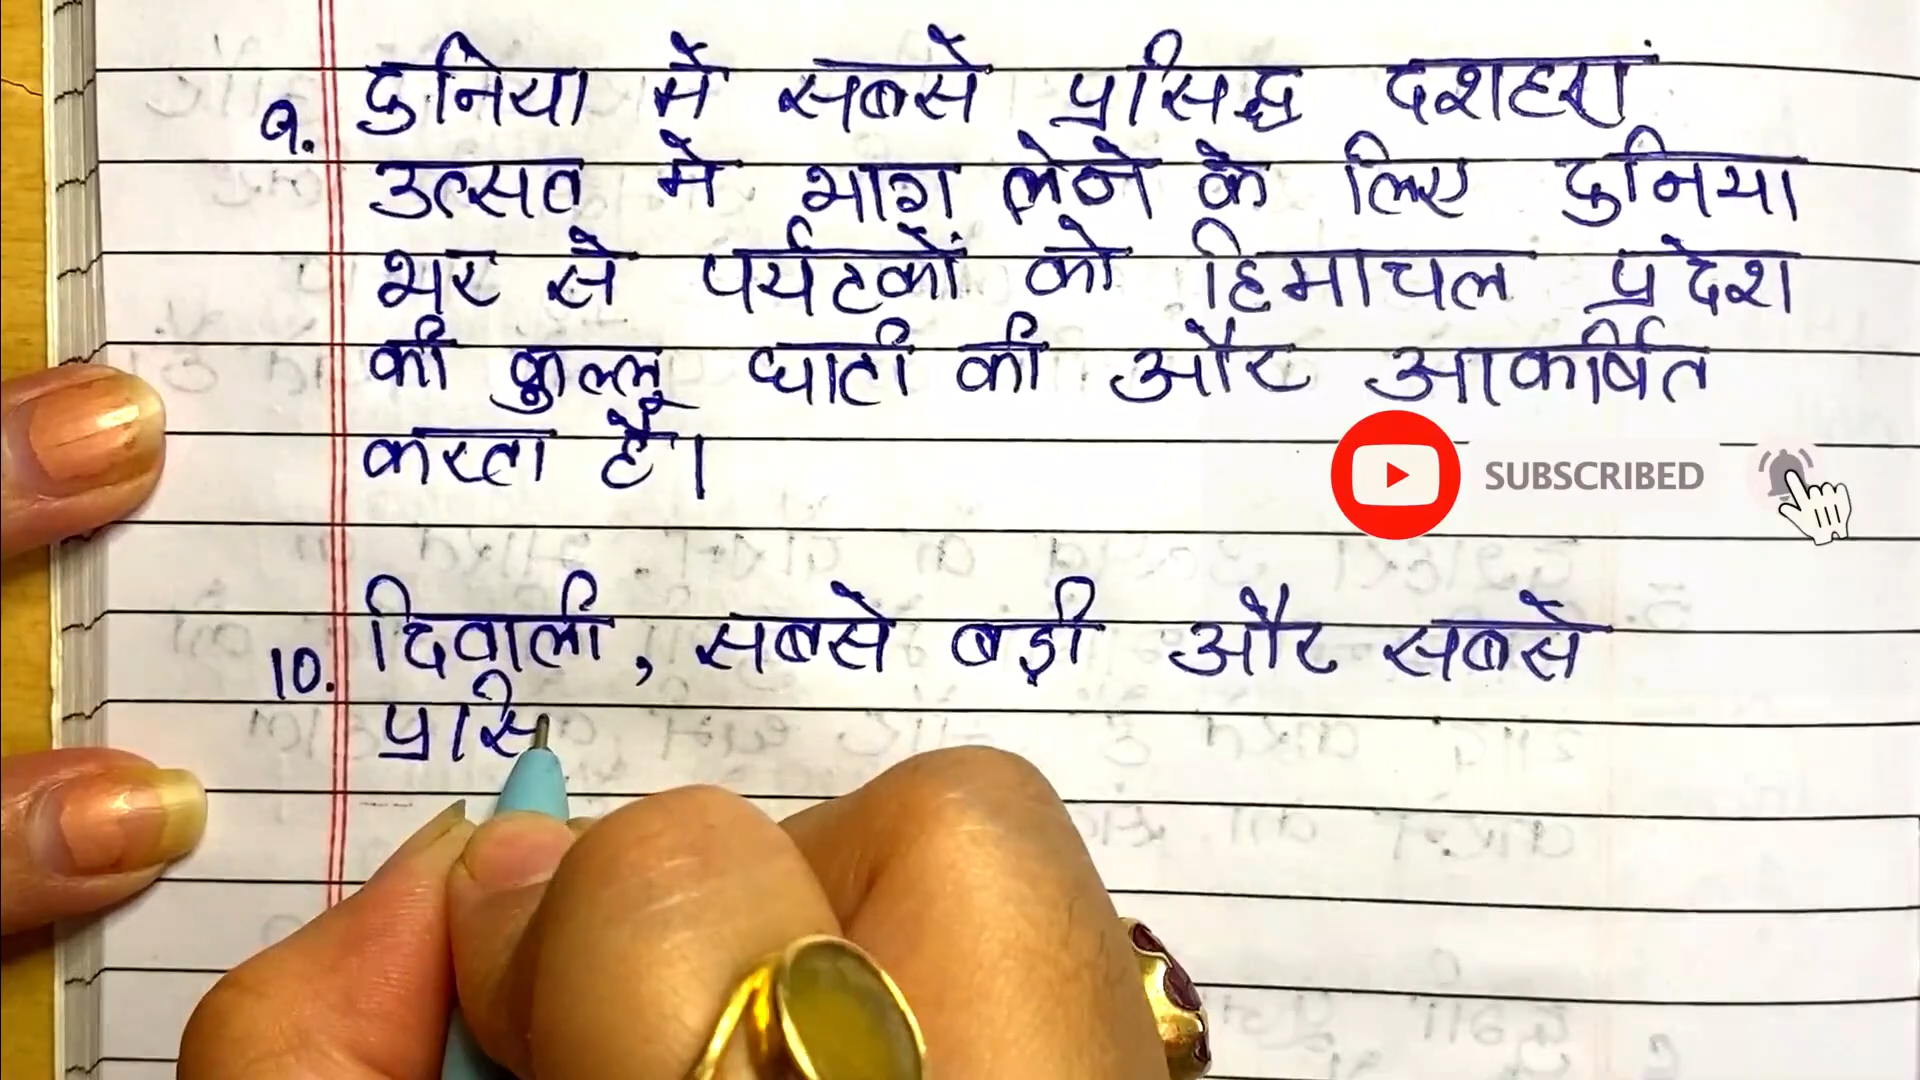 9. दुनिया में सबसे प्रसिद्ध दशहरा
उत्सव में भाग लेने के लिए दुनिया
भर से पर्यटकों को हिमाचल प्रदेश
की कुल्लू घाटी की और आकर्षित
करता है।
SUBSCRIBED
10. दिवाली, सबसे बड़ी और सबसे
प्रसि